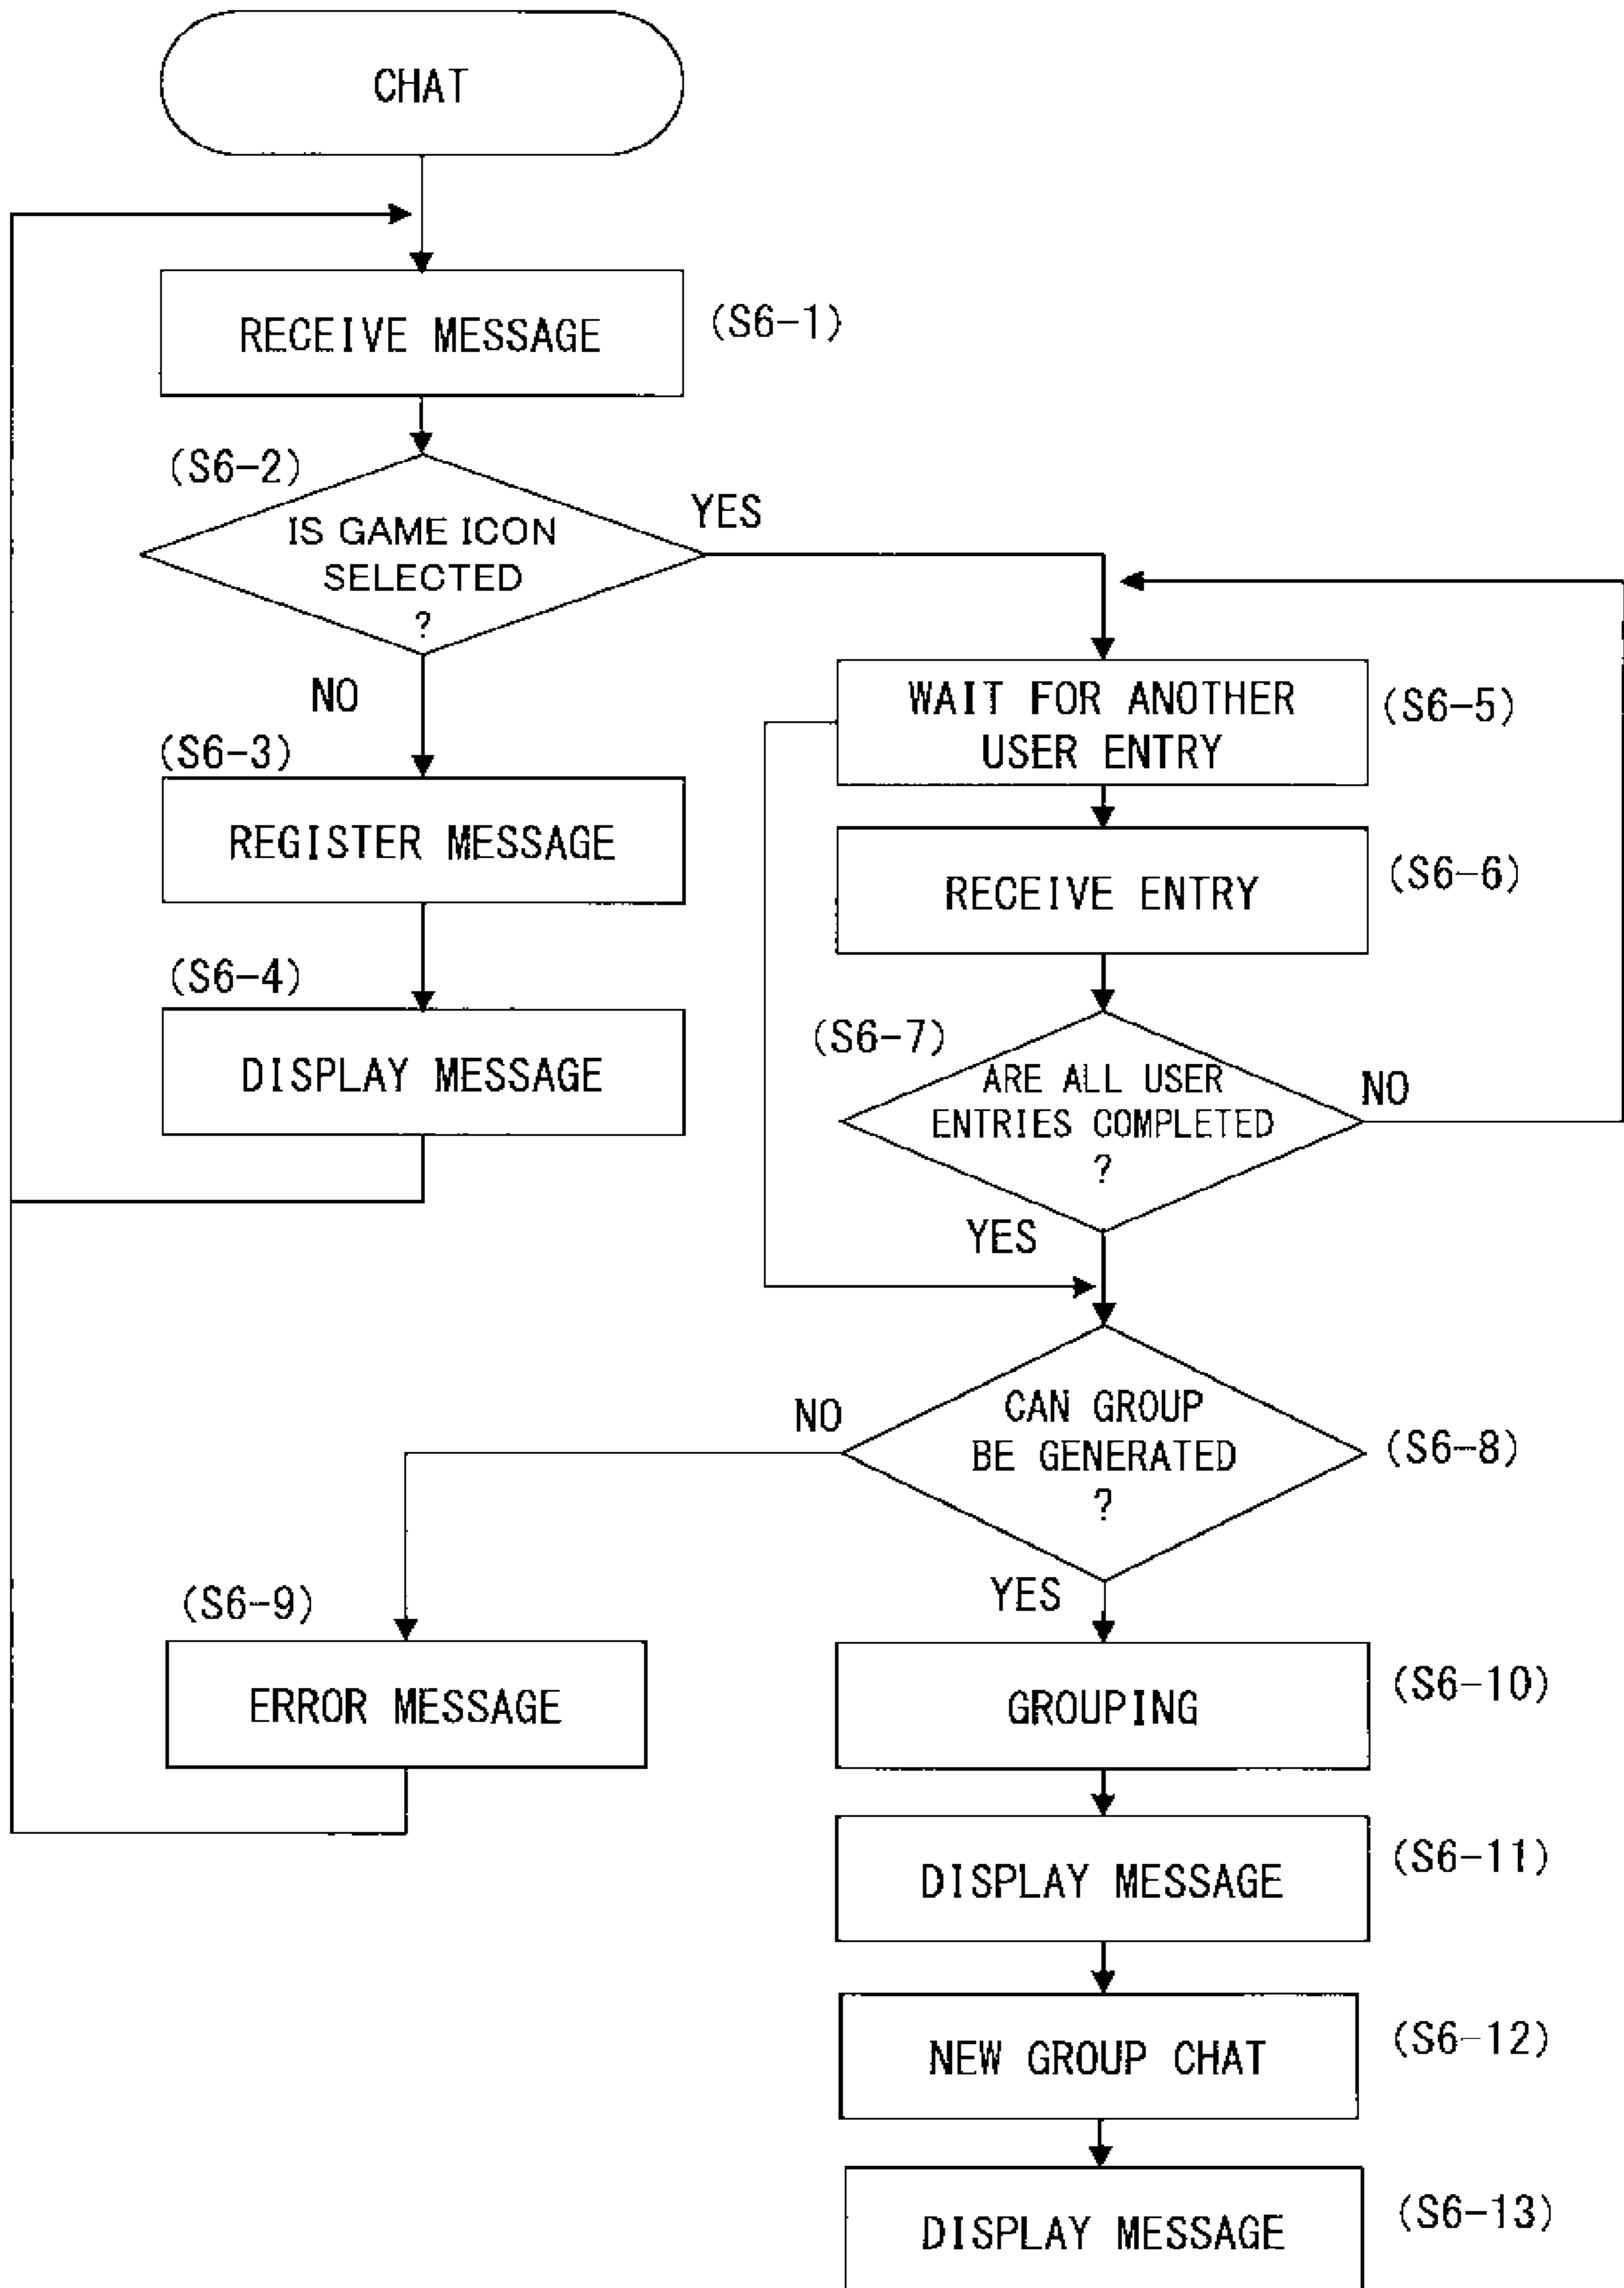 CHAT
RECEIVE MESSAGE
(S6-1)
(S6-2)
IS GAME ICON
SELECTED
?
YES
NO
(S6-3)
REGISTER MESSAGE
(S6-4)
DISPLAY MESSAGE
WAIT FOR ANOTHER
USER ENTRY
(S6-5)
RECEIVE ENTRY
(S6-6)
(S6-7)
ARE ALL USER
ENTRIES COMPLETED
?
NO
YES
CAN GROUP
BE GENERATED
?
(S6-8)
NO
YES
(S6-9)
ERROR MESSAGE
GROUPING
(S6-10)
DISPLAY MESSAGE
(S6-11)
NEW GROUP CHAT
(S6-12)
DISPLAY MESSAGE
(S6-13)